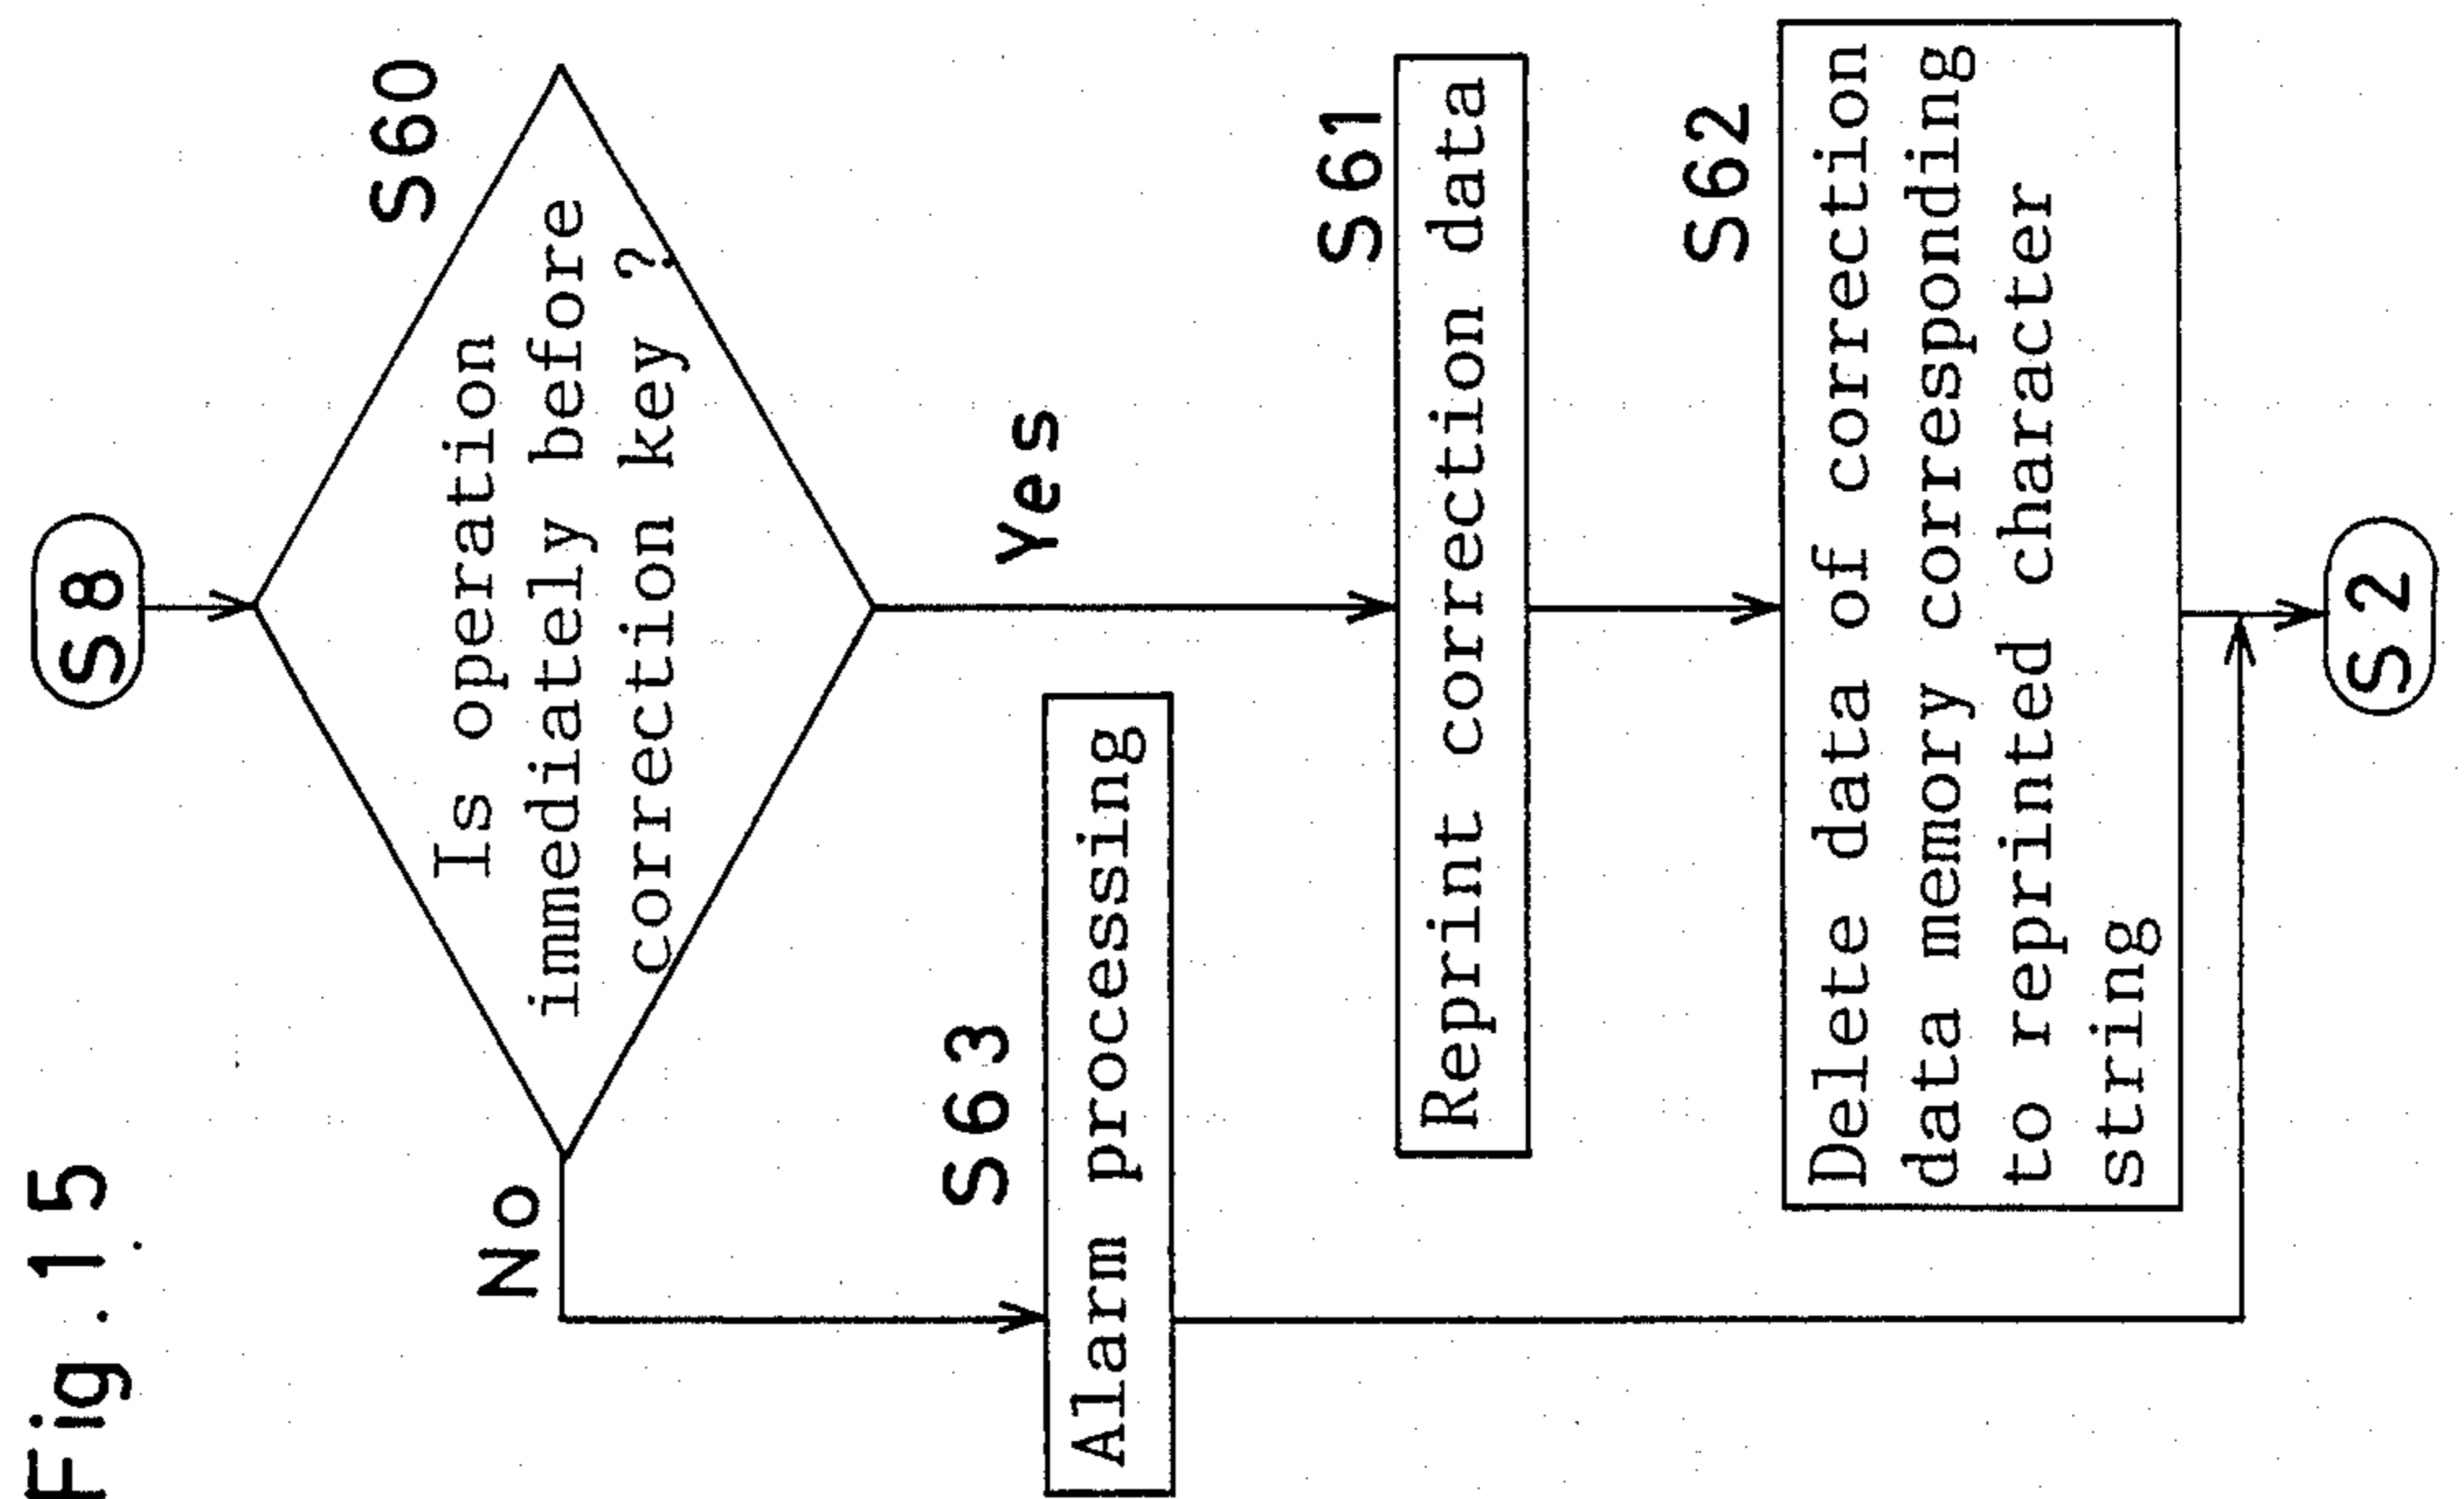 Fig.15
S8
S60
Is operation
immediately before
correction key ?
No
Yes
S63
Alarm processing
S61
Reprint correction data
S62
Delete data of correction
data memory corresponding
to reprinted character
string
S2